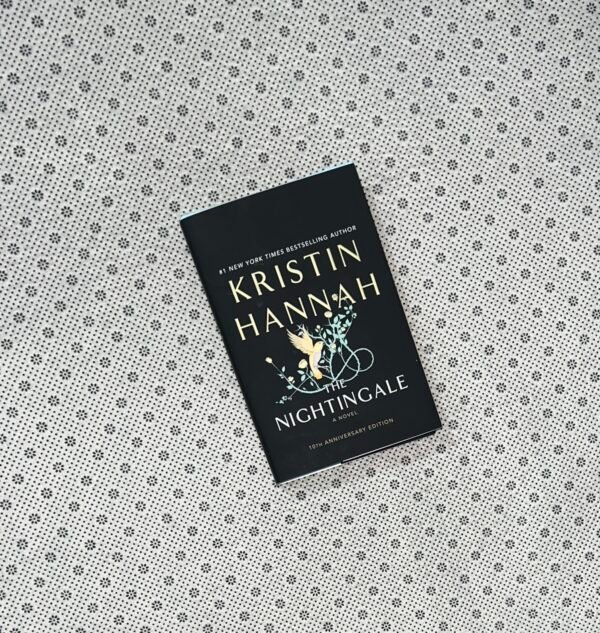 #1 NEW YORK TIMES BESTSELLING AUTHOR
KRISTIN
HANNAH
THE
NIGHTINGALE
A NOVEL
10TH ANNIVERSARY EDITION